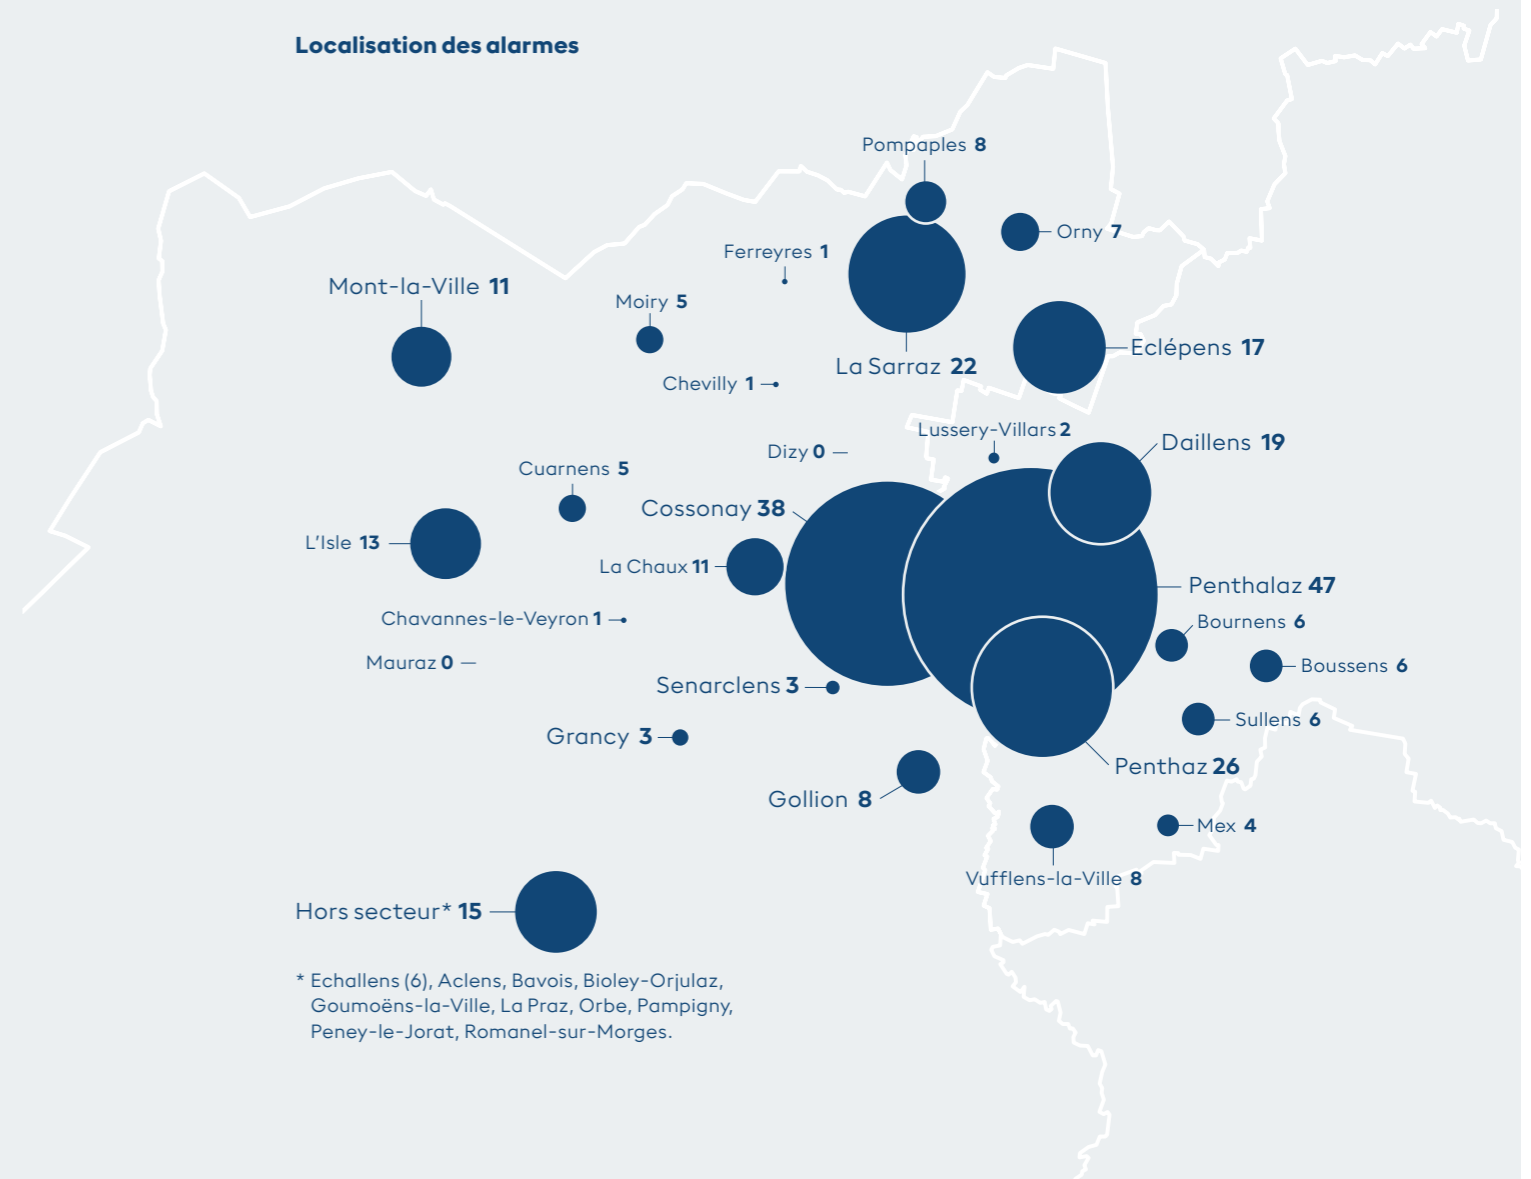 Localisation des alarmes
Pompaples 8
Orny 7
Ferreyres 1
Mont-la-Ville 11
Moiry 5
Eclépens 17
La Sarraz 22
Chevilly 1
Lussery-Villars 2
Daillens 19
Dizy 0
Cuarnens 5
Cossonay 38
L'Isle 13
La Chaux 11
Penthalaz 47
Chavannes-le-Veyron 1
Bournens 6
Mauraz 0
Boussens 6
Senarclens 3
Sullens 6
Grancy 3
Penthaz 26
Gollion 8
Mex 4
Vufflens-la-Ville 8
Hors secteur* 15
* Echallens (6), Aclens, Bavois, Bioley-Orjulaz,
Goumoëns-la-Ville, La Praz, Orbe, Pampigny,
Peney-le-Jorat, Romanel-sur-Morges.